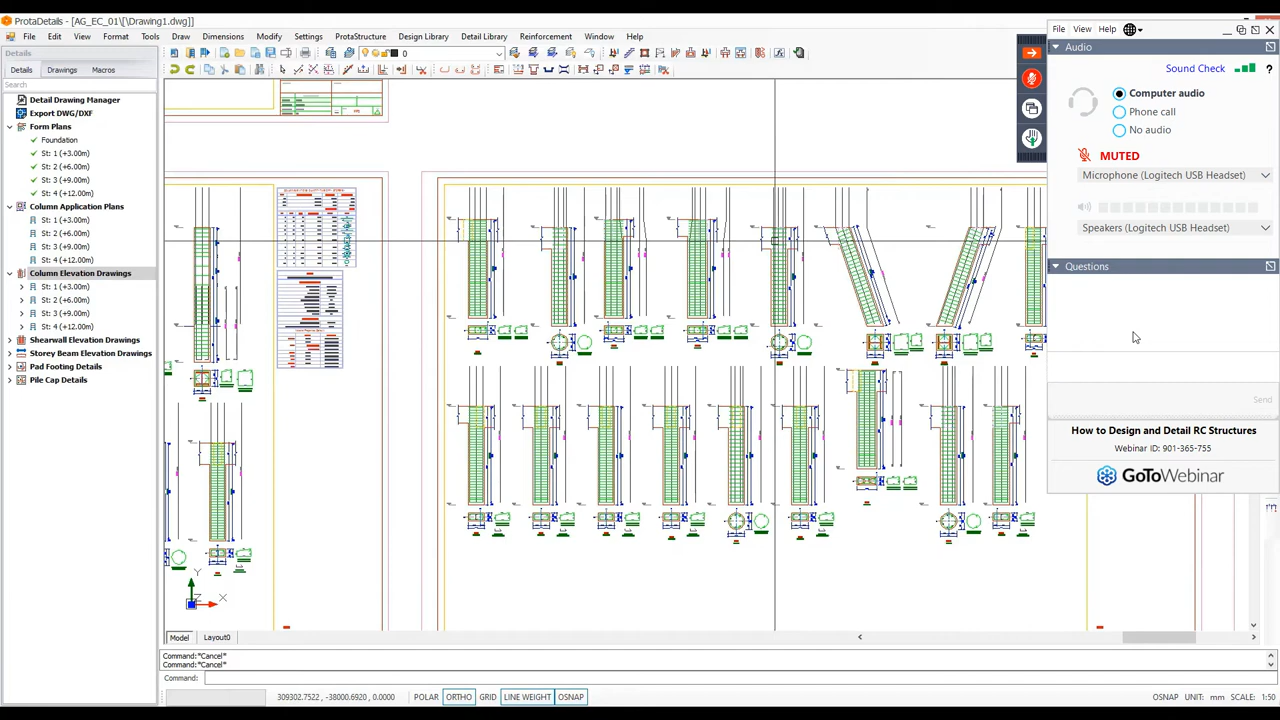 ProtaDetails - [AG_EC_01\[\Drawing1.dwg]]
File Edit View Format Tools Draw Dimensions Modify Settings ProtaStructure Design Library Detail Library Reinforcement Window Help
0
Details
Details Drawings Macros
Search
Detail Drawing Manager
Export DWG/DXF
Form Plans
Foundation
St: 1 (+3.00m)
St: 2 (+6.00m)
St: 3 (+9.00m)
St: 4 (+12.00m)
Column Application Plans
St: 1 (+3.00m)
St: 2 (+6.00m)
St: 3 (+9.00m)
St: 4 (+12.00m)
Column Elevation Drawings
St: 1 (+3.00m)
St: 2 (+6.00m)
St: 3 (+9.00m)
St: 4 (+12.00m)
Shearwall Elevation Drawings
Storey Beam Elevation Drawings
Pad Footing Details
Pile Cap Details
Y
X
Z
Model Layout0
Command:*Cancel*
Command:*Cancel*
Command:
309302.7522, -38000.6920, 0.0000
POLAR ORTHO GRID LINE WEIGHT OSNAP
OSNAP UNIT: mm SCALE: 1:50
File View Help
Audio
Sound Check ?
Computer audio
Phone call
No audio
MUTED
Microphone (Logitech USB Headset)
Speakers (Logitech USB Headset)
Questions
Send
How to Design and Detail RC Structures
Webinar ID: 901-365-755
GoToWebinar